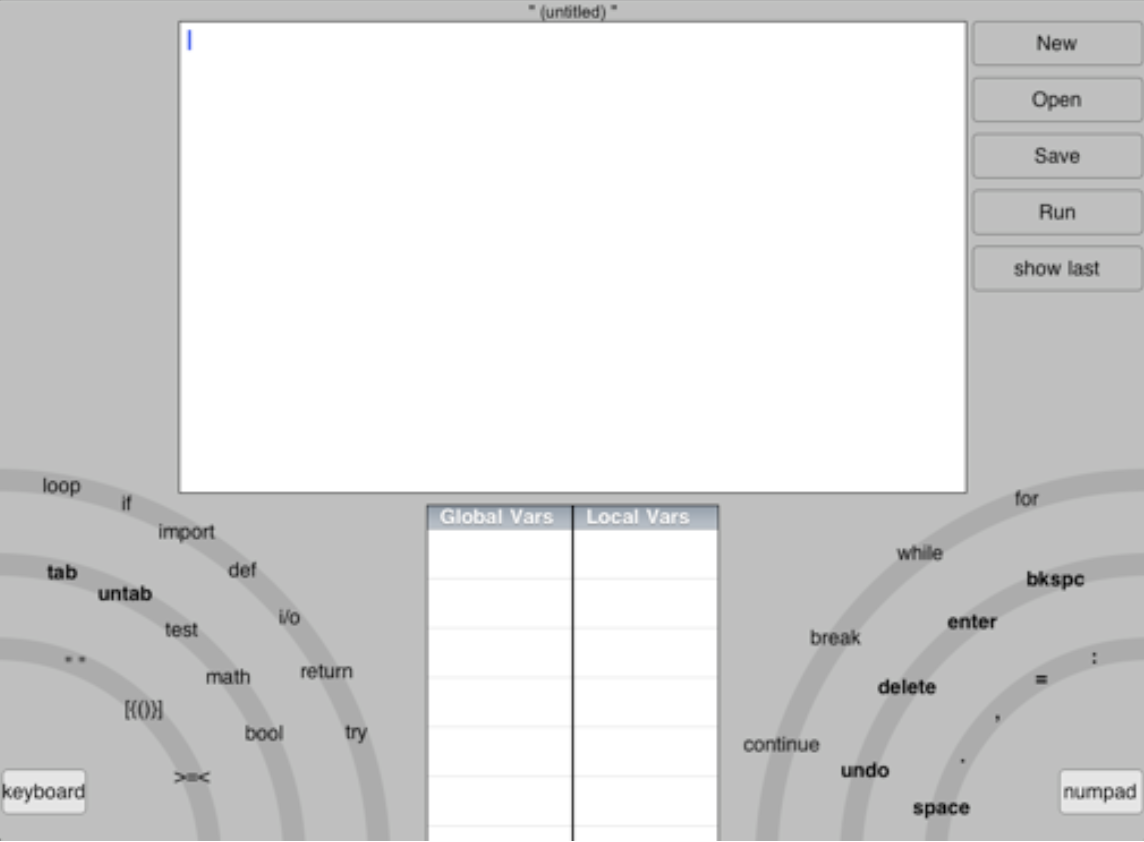 " (untitled) "
New
Open
Save
Run
show last
loop
if
import
def
i/o
return
try
tab
untab
test
math
bool
" "
[{()}]
>=<
keyboard
Global Vars Local Vars
for
while
break
continue
bkspc
enter
delete
undo
space
:
=
,
.
numpad